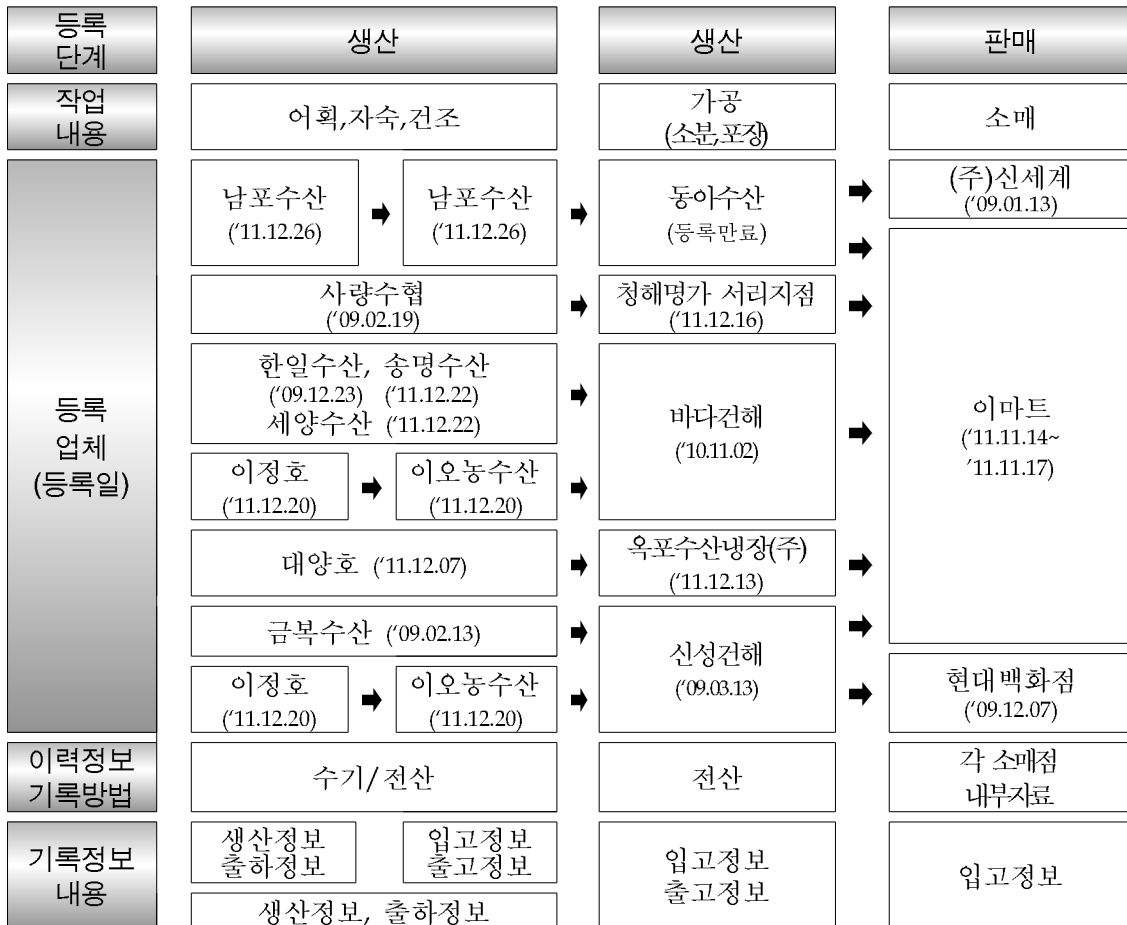 등록
단계
생산
생산
판매
작업
내용
어획,자숙,건조
가공
(소분,포장)
소매
등록
업체
(등록일)
남포수산
('11.12.26)
남포수산
('11.12.26)
동이수산
(등록만료)
(주)신세계
('09.01.13)
사량수협
('09.02.19)
청해명가 서리지점
('11.12.16)
이마트
('11.11.14~
'11.11.17)
한일수산, 송명수산
('09.12.23) ('11.12.22)
세양수산 ('11.12.22)
바다건해
('10.11.02)
이정호
('11.12.20)
이오농수산
('11.12.20)
대양호 ('11.12.07)
옥포수산냉장(주)
('11.12.13)
금복수산 ('09.02.13)
신성건해
('09.03.13)
이정호
('11.12.20)
이오농수산
('11.12.20)
현대백화점
('09.12.07)
이력정보
기록방법
수기/전산
전산
각 소매점
내부자료
기록정보
내용
생산정보
출하정보
입고정보
출고정보
생산정보, 출하정보
입고정보
출고정보
입고정보